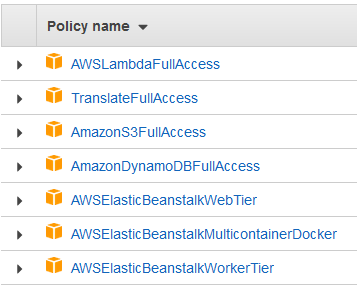 Policy name
AWSLambdaFullAccess
TranslateFullAccess
AmazonS3FullAccess
AmazonDynamoDBFullAccess
AWSElasticBeanstalkWebTier
AWSElasticBeanstalkMulticontainerDocker
AWSElasticBeanstalkWorkerTier